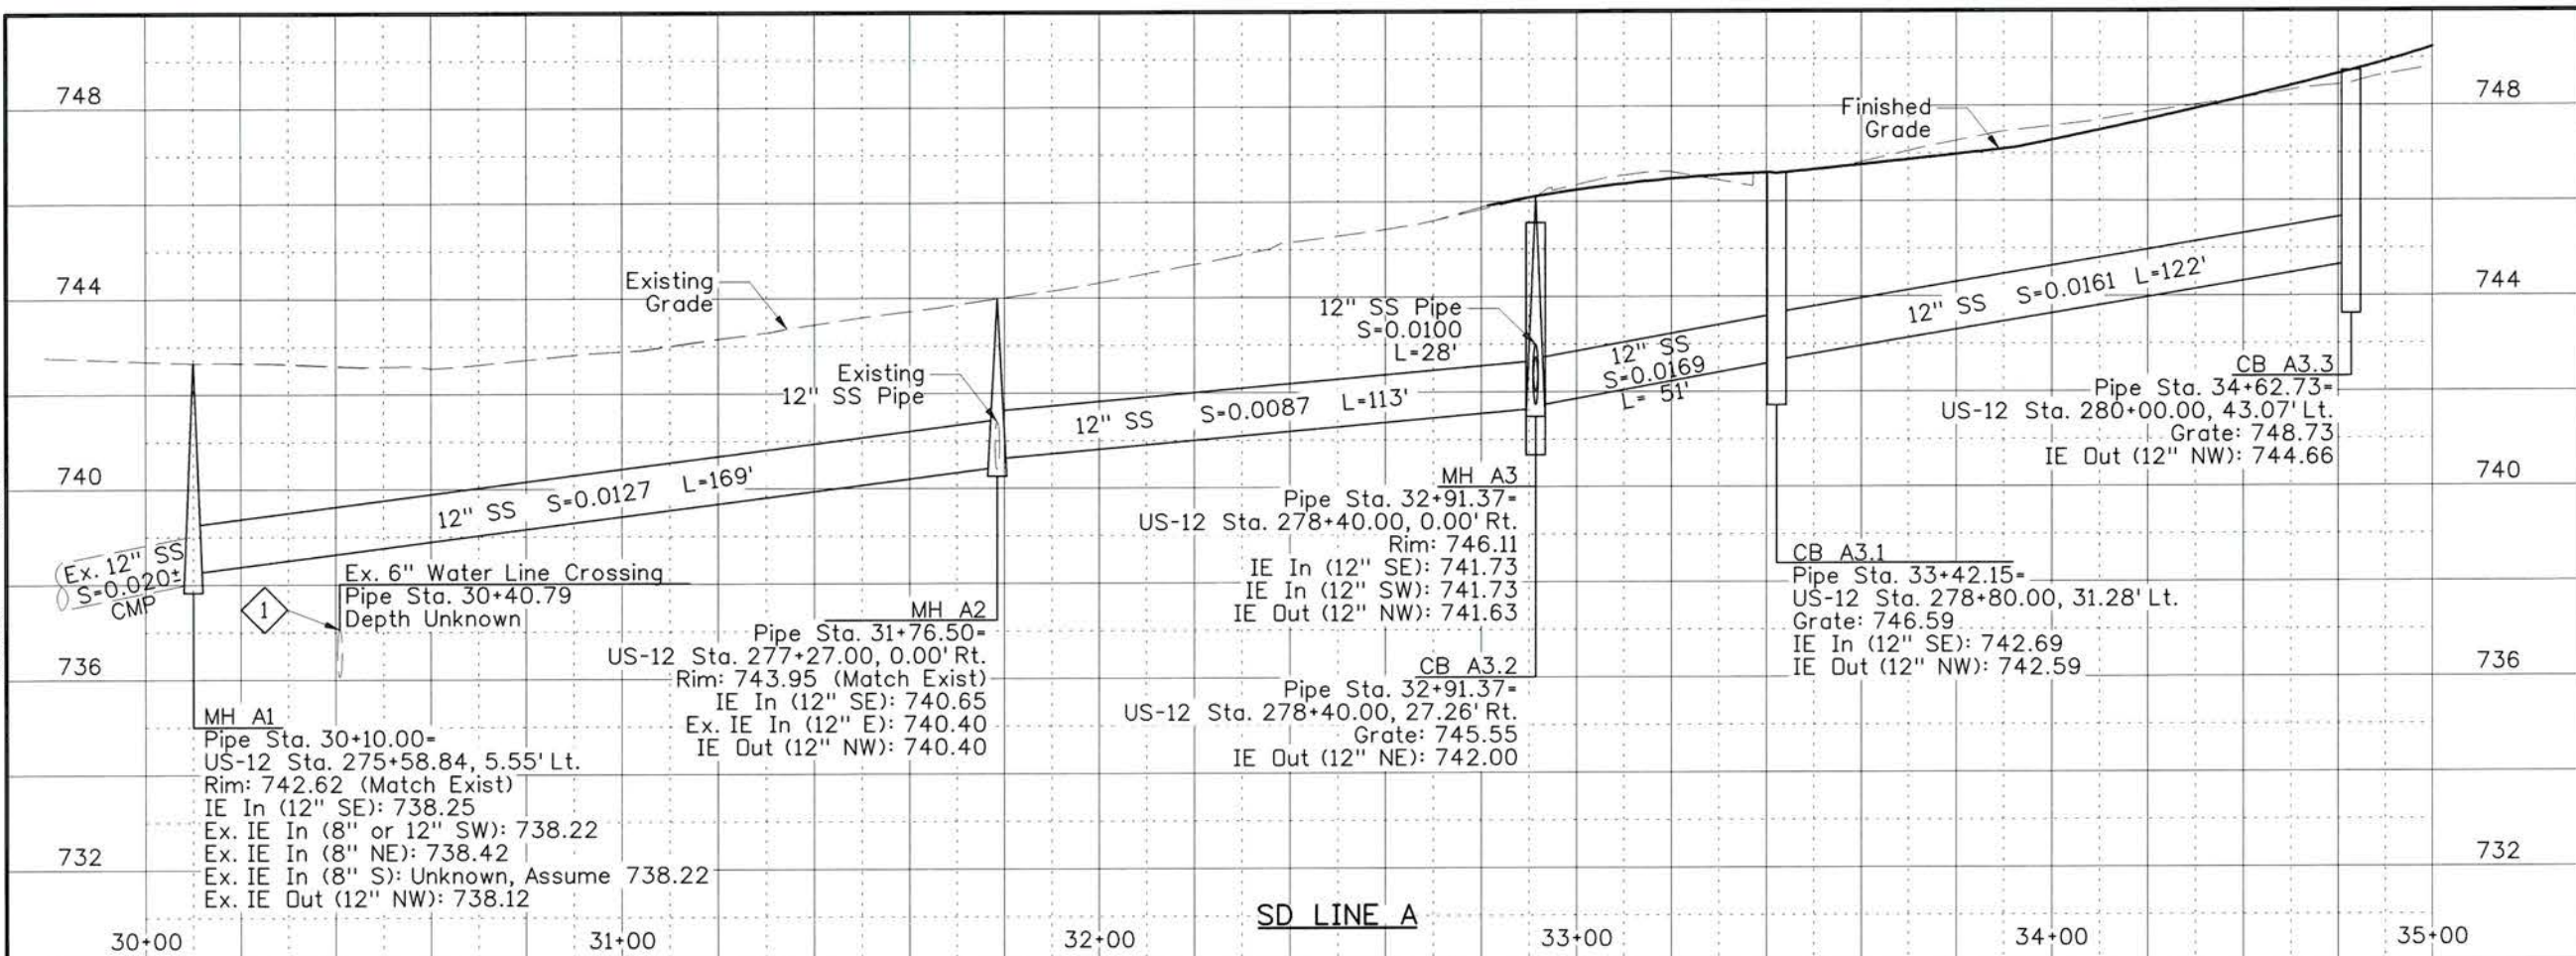 748
744
740
736
732
748
744
740
736
732
Existing
Grade
Finished
Grade
Existing
12" SS Pipe
12" SS Pipe
S=0.0100
L=28'
12" SS S=0.0127 L=169'
12" SS S=0.0087 L=113'
12" SS
S=0.0169
L= 51'
12" SS S=0.0161 L=122'
Ex. 12" SS
S=0.020±
CMP
1
Ex. 6" Water Line Crossing
Pipe Sta. 30+40.79
Depth Unknown
MH A1
Pipe Sta. 30+10.00=
US-12 Sta. 275+58.84, 5.55' Lt.
Rim: 742.62 (Match Exist)
IE In (12" SE): 738.25
Ex. IE In (8" or 12" SW): 738.22
Ex. IE In (8" NE): 738.42
Ex. IE In (8" S): Unknown, Assume 738.22
Ex. IE Out (12" NW): 738.12
MH A2
Pipe Sta. 31+76.50=
US-12 Sta. 277+27.00, 0.00' Rt.
Rim: 743.95 (Match Exist)
IE In (12" SE): 740.65
Ex. IE In (12" E): 740.40
IE Out (12" NW): 740.40
MH A3
Pipe Sta. 32+91.37=
US-12 Sta. 278+40.00, 0.00' Rt.
Rim: 746.11
IE In (12" SE): 741.73
IE In (12" SW): 741.73
IE Out (12" NW): 741.63
CB A3.2
Pipe Sta. 32+91.37=
US-12 Sta. 278+40.00, 27.26' Rt.
Grate: 745.55
IE Out (12" NE): 742.00
CB A3.1
Pipe Sta. 33+42.15=
US-12 Sta. 278+80.00, 31.28' Lt.
Grate: 746.59
IE In (12" SE): 742.69
IE Out (12" NW): 742.59
CB A3.3
Pipe Sta. 34+62.73=
US-12 Sta. 280+00.00, 43.07' Lt.
Grate: 748.73
IE Out (12" NW): 744.66
SD LINE A
30+00 31+00 32+00 33+00 34+00 35+00